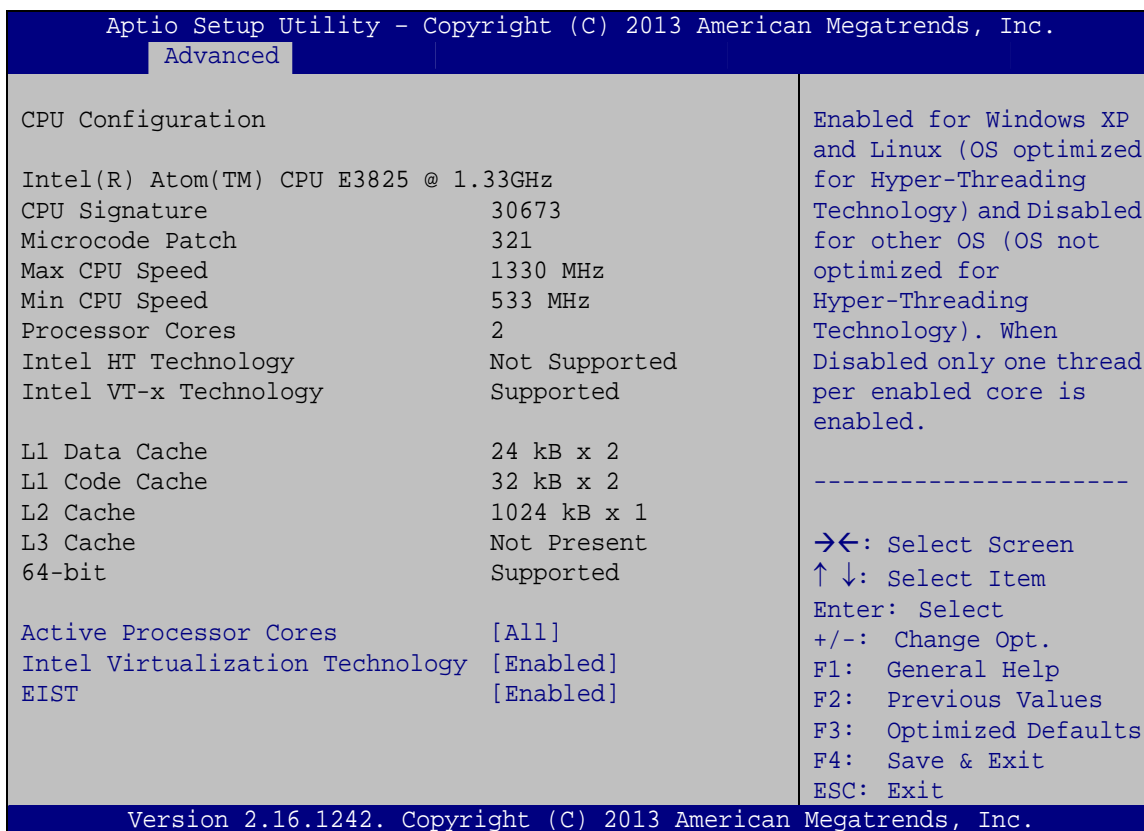 Aptio Setup Utility – Copyright (C) 2013 American Megatrends, Inc.
Advanced
CPU Configuration
Intel(R) Atom(TM) CPU E3825 @ 1.33GHz
CPU Signature 30673
Microcode Patch 321
Max CPU Speed 1330 MHz
Min CPU Speed 533 MHz
Processor Cores 2
Intel HT Technology Not Supported
Intel VT-x Technology Supported
L1 Data Cache 24 kB x 2
L1 Code Cache 32 kB x 2
L2 Cache 1024 kB x 1
L3 Cache Not Present
64-bit Supported
Active Processor Cores [All]
Intel Virtualization Technology [Enabled]
EIST [Enabled]
Enabled for Windows XP
and Linux (OS optimized
for Hyper-Threading
Technology) and Disabled
for other OS (OS not
optimized for
Hyper-Threading
Technology). When
Disabled only one thread
per enabled core is
enabled.
----------------------
→←: Select Screen
↑ ↓: Select Item
Enter: Select
+/-: Change Opt.
F1: General Help
F2: Previous Values
F3: Optimized Defaults
F4: Save & Exit
ESC: Exit
Version 2.16.1242. Copyright (C) 2013 American Megatrends, Inc.